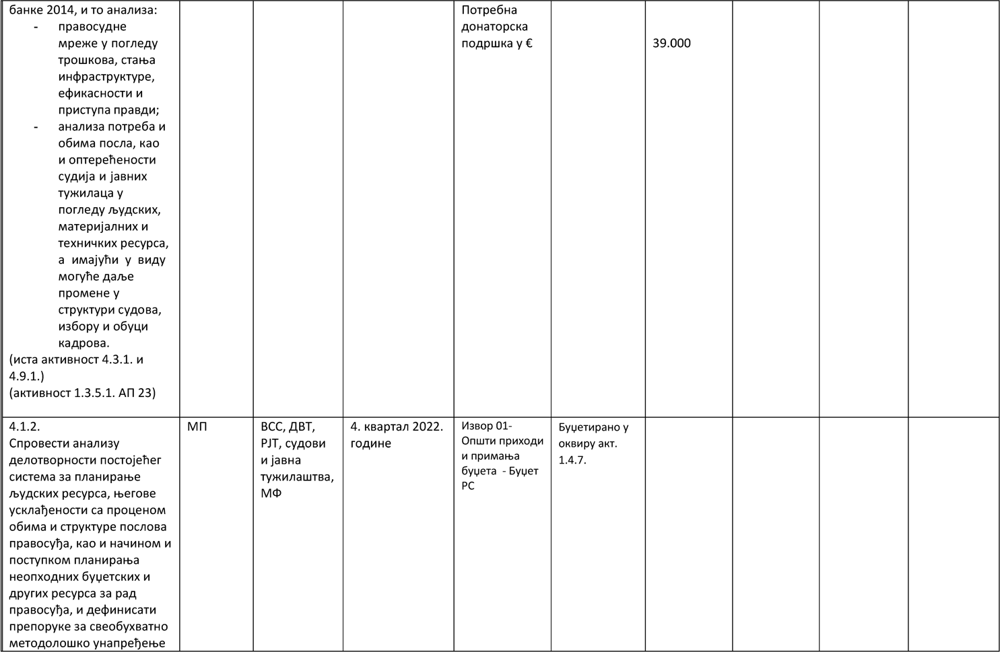 банке 2014, и то анализа:
- правосудне
мреже у погледу
трошкова, стања
инфраструктуре,
ефикасности и
приступа правди;
- анализа потреба и
обима посла, као
и оптерећености
судија и јавних
тужилаца у
погледу људских,
материјалних и
техничких ресурса,
а имајући у виду
могуће даље
промене у
структури судова,
избору и обуци
кадрова.
(иста активност 4.3.1. и
4.9.1.)
(активност 1.3.5.1. АП 23)
Потребна
донаторска
подршка у €
39.000
4.1.2.
Спровести анализу
делотворности постојећег
система за планирање
људских ресурса, његове
усклађености са проценом
обима и структуре послова
правосуђа, као и начином и
поступком планирања
неопходних буџетских и
других ресурса за рад
правосуђа, и дефинисати
препоруке за свеобухватно
методолошко унапређење
МП
ВСС, ДВТ,
РЈТ, судови
и јавна
тужилаштва,
МФ
4. квартал 2022.
године
Извор 01-
Општи приходи
и примања
буџета - Буџет
РС
Буџетирано у
оквиру акт.
1.4.7.